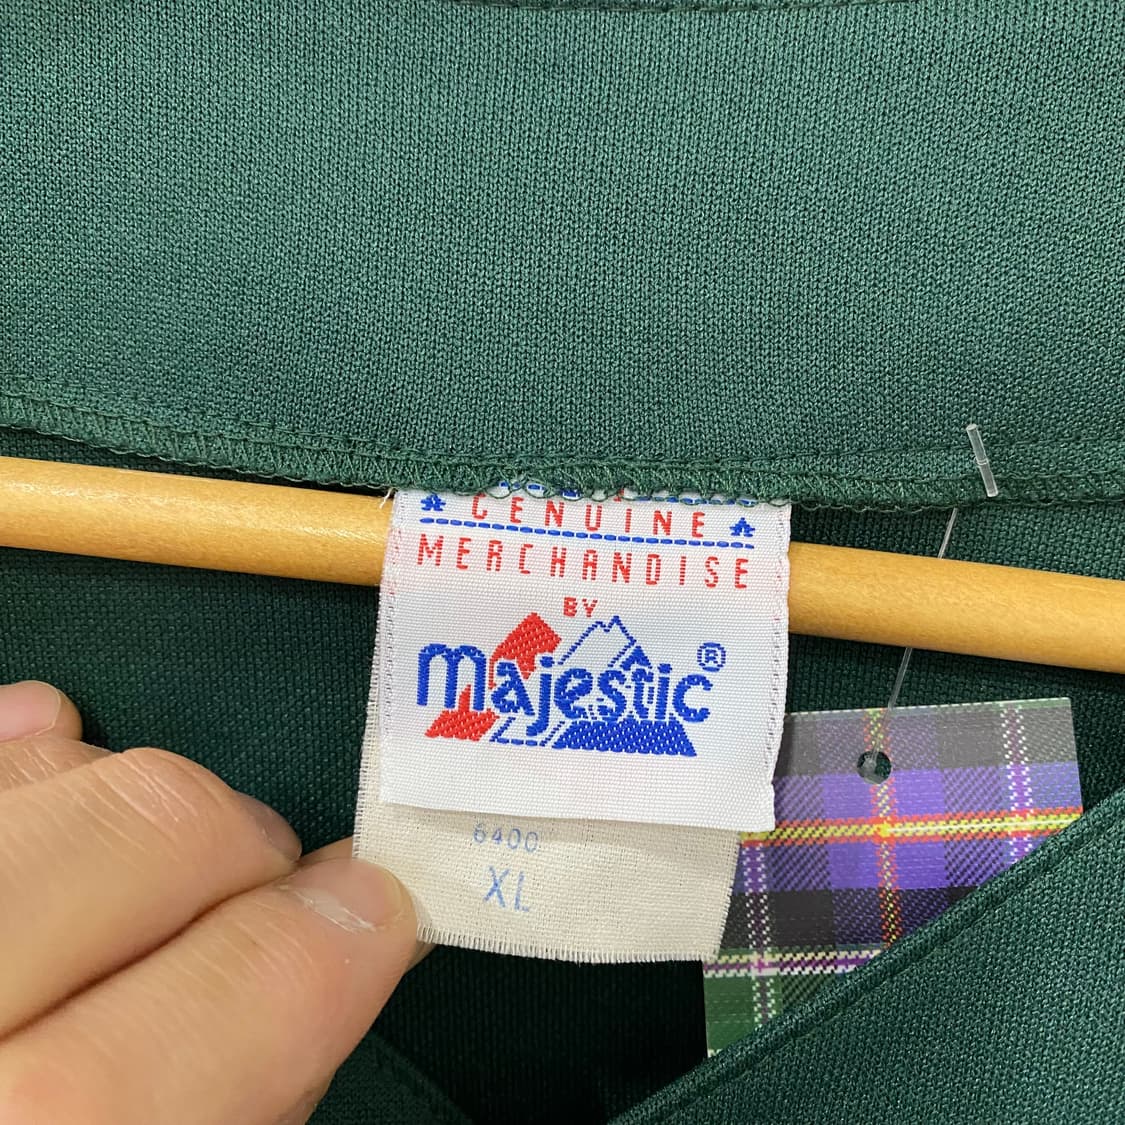 GENUINE
MERCHANDISE
BY
majestic®
6400
XL